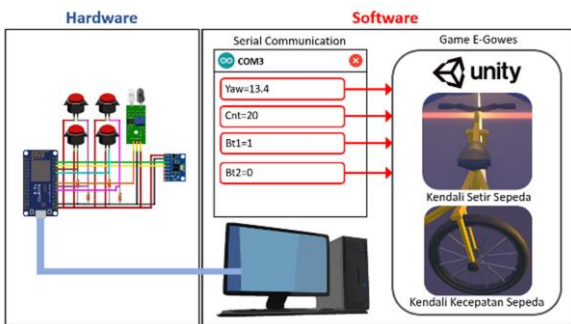 Hardware
Software
Serial Communication
COM3
Yaw=13.4
Cnt=20
Bt1=1
Bt2=0
Game E-Gowes
unity
Kendali Setir Sepeda
Kendali Kecepatan Sepeda